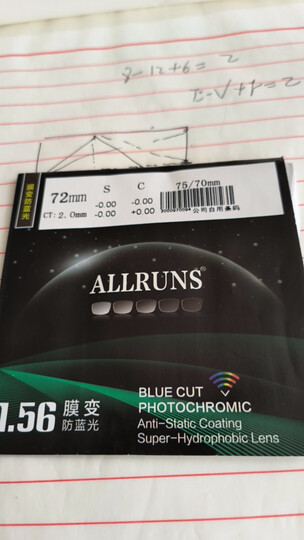 8-12+6=2
膜变防蓝光
72mm S C 75/70mm
-0.00 -0.00
CT:2.0mm -0.00 +0.00
公司自用条码
ALLRUNS®
1.56 膜变
防蓝光
BLUE CUT
PHOTOCHROMIC
Anti-Static Coating
Super-Hydrophobic Lens